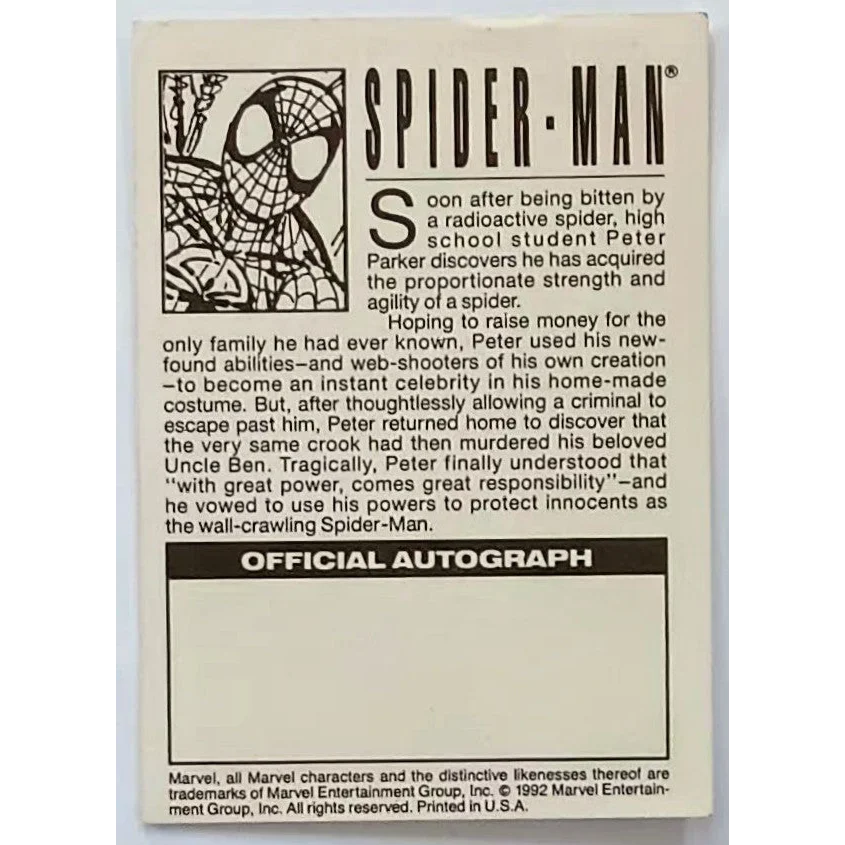 SPIDER-MAN®
Soon after being bitten by
a radioactive spider, high
school student Peter
Parker discovers he has acquired
the proportionate strength and
agility of a spider.
Hoping to raise money for the
only family he had ever known, Peter used his new-
found abilities–and web-shooters of his own creation
–to become an instant celebrity in his home-made
costume. But, after thoughtlessly allowing a criminal to
escape past him, Peter returned home to discover that
the very same crook had then murdered his beloved
Uncle Ben. Tragically, Peter finally understood that
"with great power, comes great responsibility"–and
he vowed to use his powers to protect innocents as
the wall-crawling Spider-Man.
OFFICIAL AUTOGRAPH
Marvel, all Marvel characters and the distinctive likenesses thereof are
trademarks of Marvel Entertainment Group, Inc. © 1992 Marvel Entertain-
ment Group, Inc. All rights reserved. Printed in U.S.A.